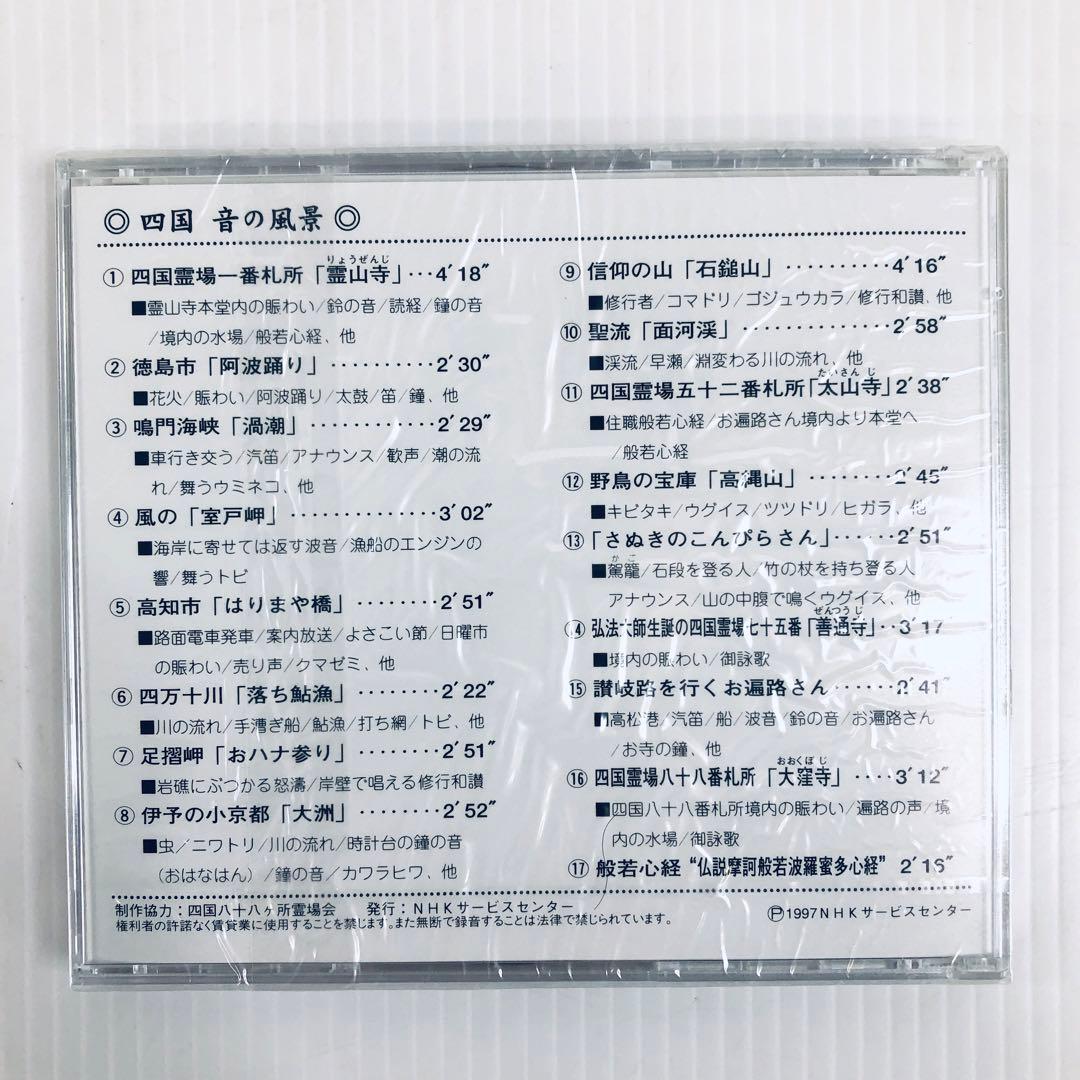 ◎ 四国 音の風景 ◎
① 四国霊場一番札所「霊山寺」…4′18″
りょうぜんじ
■霊山寺本堂内の賑わい/鈴の音/読経/鐘の音
/境内の水場/般若心経、他
② 徳島市「阿波踊り」‥‥‥‥‥2′30″
■花火/賑わい/阿波踊り/太鼓/笛/鐘、他
③ 鳴門海峡「渦潮」‥‥‥‥‥‥2′29″
■車行き交う/汽笛/アナウンス/歓声/潮の流
れ/舞うウミネコ、他
④ 風の「室戸岬」‥‥‥‥‥‥‥3′02″
■海岸に寄せては返す波音/漁船のエンジンの
響/舞うトビ
⑤ 高知市「はりまや橋」‥‥‥‥2′51″
■路面電車発車/案内放送/よさこい節/日曜市
の賑わい/売り声/クマゼミ、他
⑥ 四万十川「落ち鮎漁」‥‥‥‥2′22″
■川の流れ/手漕ぎ船/鮎漁/打ち網/トビ、他
⑦ 足摺岬「おハナ参り」‥‥‥‥2′51″
■岩礁にぶつかる怒濤/岸壁で唱える修行和讃
⑧ 伊予の小京都「大洲」‥‥‥‥2′52″
■虫/ニワトリ/川の流れ/時計台の鐘の音
(おはなはん)/鐘の音/カワラヒワ、他
⑨ 信仰の山「石鎚山」‥‥‥‥‥4′16″
■修行者/コマドリ/ゴジュウカラ/修行和讃、他
⑩ 聖流「面河渓」‥‥‥‥‥‥‥2′58″
■渓流/早瀬/淵変わる川の流れ、他
たいさんじ
⑪ 四国霊場五十二番札所「太山寺」2′38″
■住職般若心経/お遍路さん境内より本堂へ
/般若心経
⑫ 野鳥の宝庫「高縄山」‥‥‥‥2′45″
■キビタキ/ウグイス/ツツドリ/ヒガラ、他
⑬ 「さぬきのこんぴらさん」‥‥‥2′51″
かご
■駕籠/石段を登る人/竹の杖を持ち登る人
アナウンス/山の中腹で鳴くウグイス、他
ぜんつうじ
⑭ 弘法大師生誕の四国霊場七十五番「善通寺」‥3′17
■境内の賑わい/御詠歌
⑮ 讃岐路を行くお遍路さん‥‥‥2′41″
■高松港/汽笛/船/波音/鈴の音/お遍路さん
/お寺の鐘、他
おおくぼじ
⑯ 四国霊場八十八番札所「大窪寺」‥‥3′12″
■四国八十八番札所境内の賑わい/遍路の声/境
内の水場/御詠歌
⑰ 般若心経“仏説摩訶般若波羅蜜多心経” 2′16″
制作協力:四国八十八ヶ所霊場会 発行:NHKサービスセンター
権利者の許諾なく賃貸業に使用することを禁じます。また無断で録音することは法律で禁じられています。
Ⓟ1997NHKサービスセンター